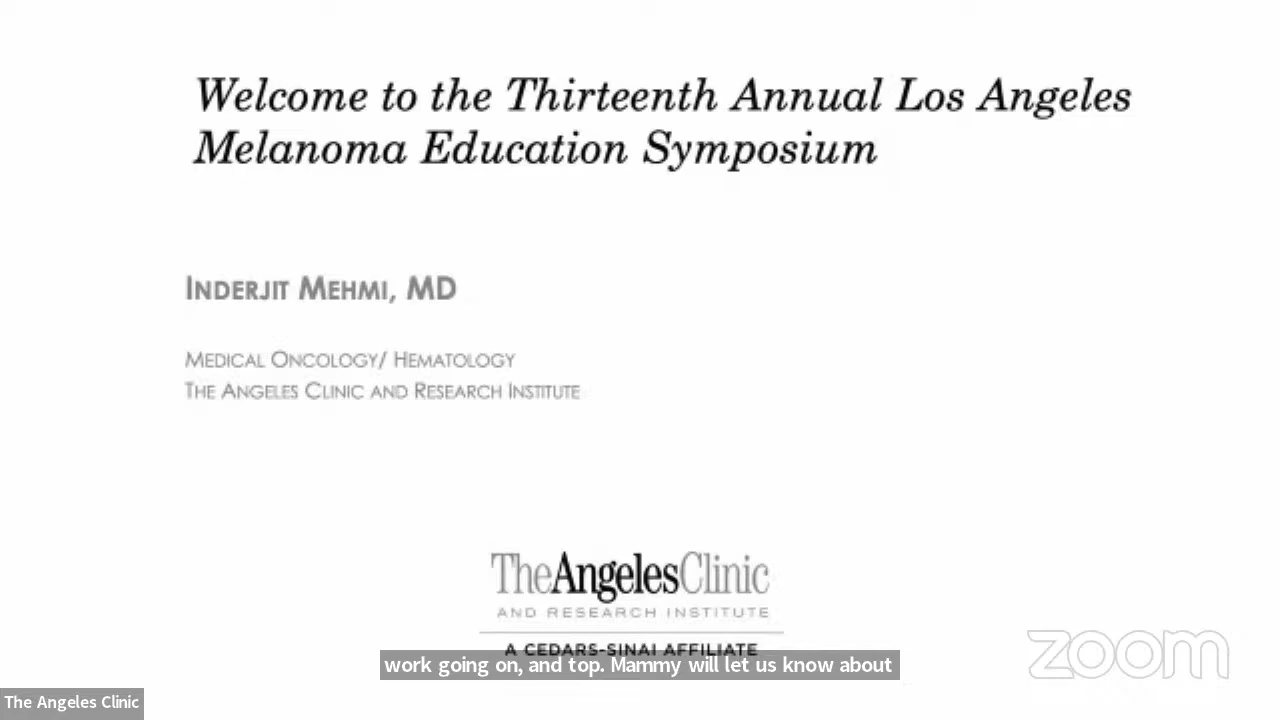 Welcome to the Thirteenth Annual Los Angeles
Melanoma Education Symposium
INDERJIT MEHMI, MD
MEDICAL ONCOLOGY/ HEMATOLOGY
THE ANGELES CLINIC AND RESEARCH INSTITUTE
TheAngelesClinic
AND RESEARCH INSTITUTE
A CEDARS-SINAI AFFILIATE
work going on, and top. Mammy will let us know about
zoom
The Angeles Clinic